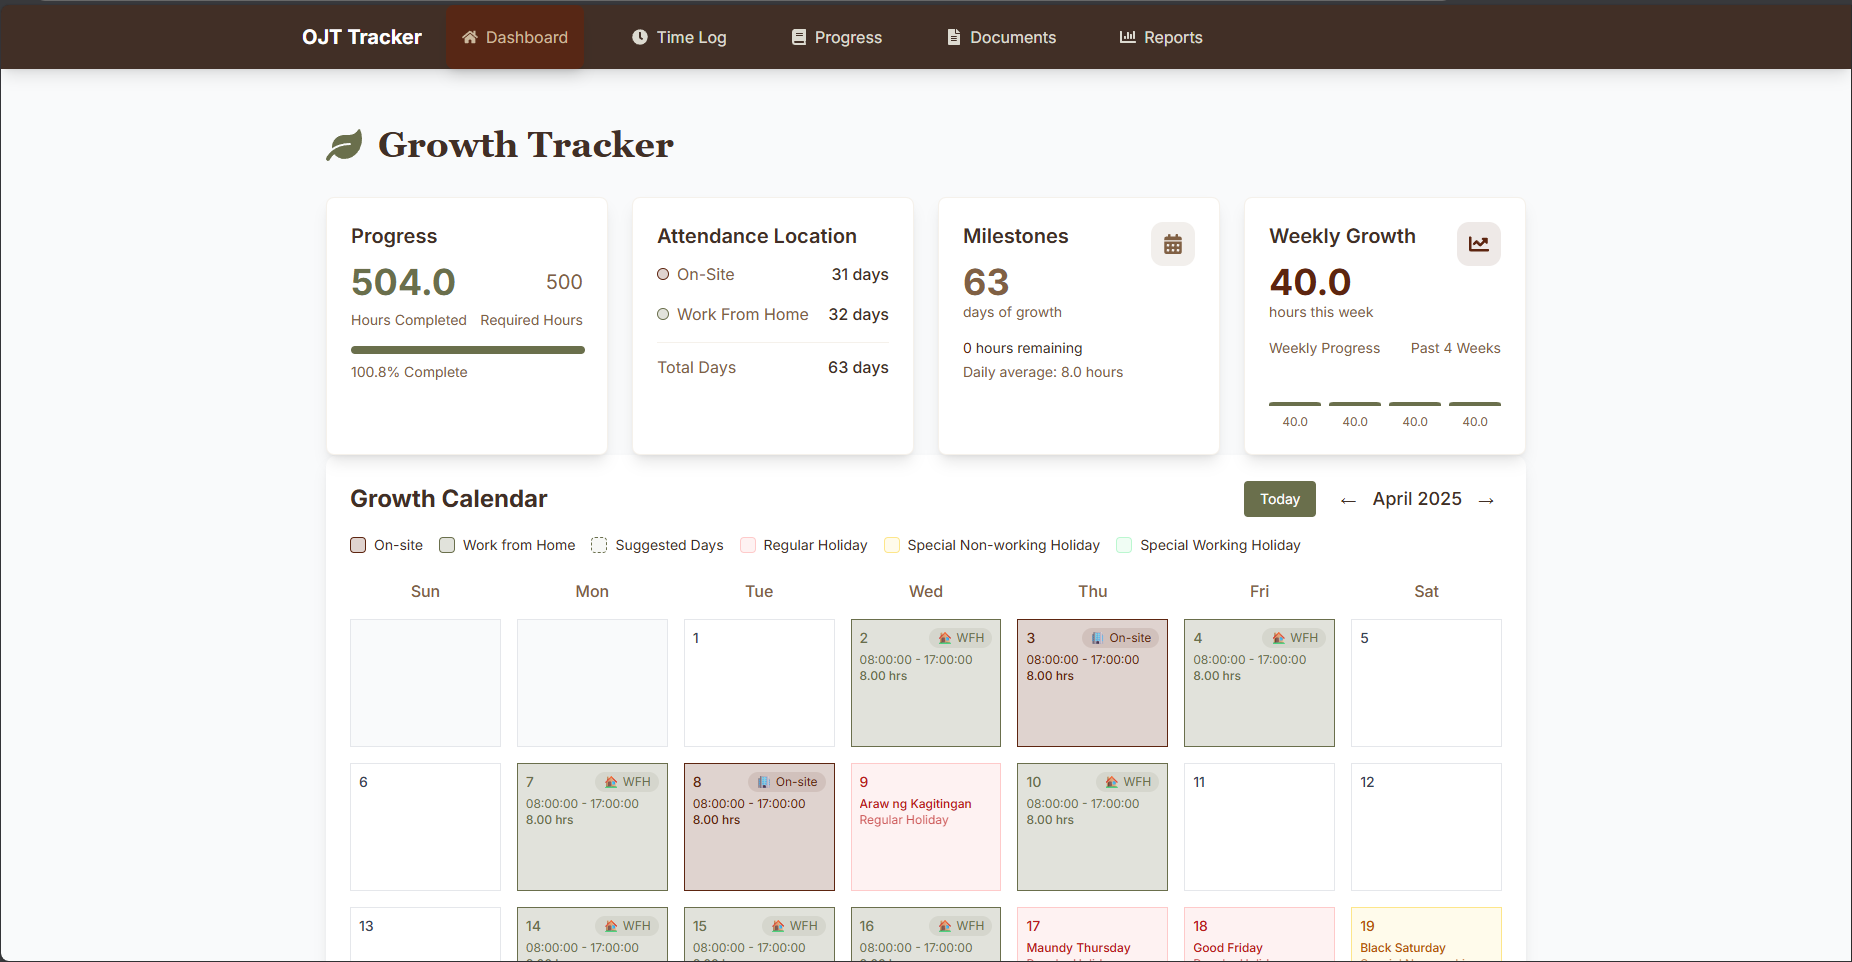 OJT Tracker
Dashboard
Time Log
Progress
Documents
Reports
Growth Tracker
Progress
504.0
500
Hours Completed
Required Hours
100.8% Complete
Attendance Location
On-Site
31 days
Work From Home
32 days
Total Days
63 days
Milestones
63
days of growth
0 hours remaining
Daily average: 8.0 hours
Weekly Growth
40.0
hours this week
Weekly Progress
Past 4 Weeks
40.0
40.0
40.0
40.0
Growth Calendar
Today
← April 2025 →
On-site
Work from Home
Suggested Days
Regular Holiday
Special Non-working Holiday
Special Working Holiday
Sun
Mon
Tue
Wed
Thu
Fri
Sat
1
2
WFH
08:00:00 - 17:00:00
8.00 hrs
3
On-site
08:00:00 - 17:00:00
8.00 hrs
4
WFH
08:00:00 - 17:00:00
8.00 hrs
5
6
7
WFH
08:00:00 - 17:00:00
8.00 hrs
8
On-site
08:00:00 - 17:00:00
8.00 hrs
9
Araw ng Kagitingan
Regular Holiday
10
WFH
08:00:00 - 17:00:00
8.00 hrs
11
12
13
14
WFH
08:00:00 - 17:00:00
15
WFH
08:00:00 - 17:00:00
16
WFH
08:00:00 - 17:00:00
17
Maundy Thursday
18
Good Friday
19
Black Saturday